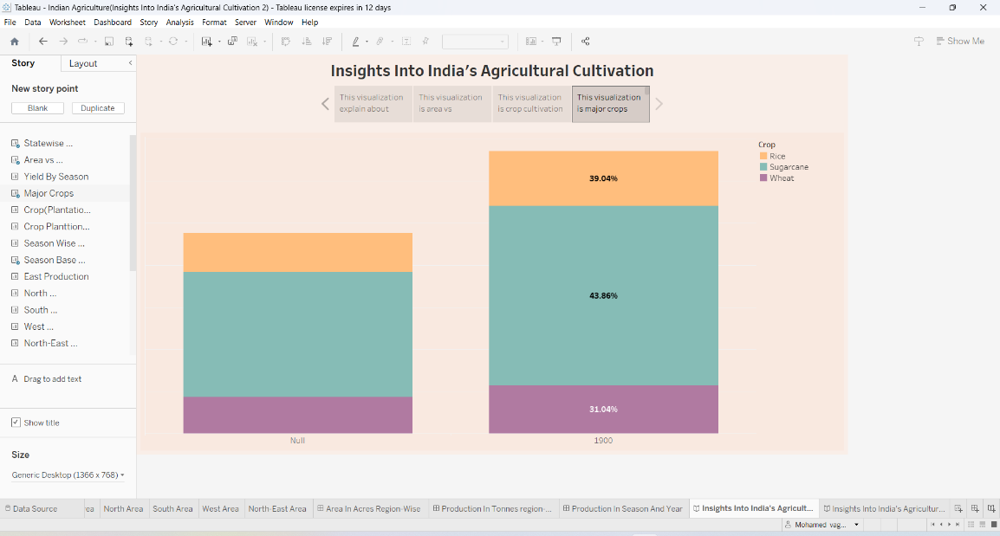 Tableau - Indian Agriculture(Insights Into India's Agricultural Cultivation 2) - Tableau license expires in 12 days
File Data Worksheet Dashboard Story Analysis Format Server Window Help
Show Me
Story Layout
New story point
Blank Duplicate
Statewise ...
Area vs ...
Yield By Season
Major Crops
Crop(Plantatio...
Crop Planttion...
Season Wise ...
Season Base ...
East Production
North ...
South ...
West ...
North-East ...
A Drag to add text
Show title
Size
Generic Desktop (1366 x 768)
Insights Into India's Agricultural Cultivation
This visualization
explain about
This visualization
is area vs
This visualization
is crop cultivation
This visualization
is major crops
39.04%
43.86%
31.04%
Null
1900
Crop
Rice
Sugarcane
Wheat
Data Source ea North Area South Area West Area North-East Area Area In Acres Region-Wise Production In Tonnes region-... Production In Season And Year Insights Into India's Agricult... Insights Into India's Agricultur...
Mohamed vag...